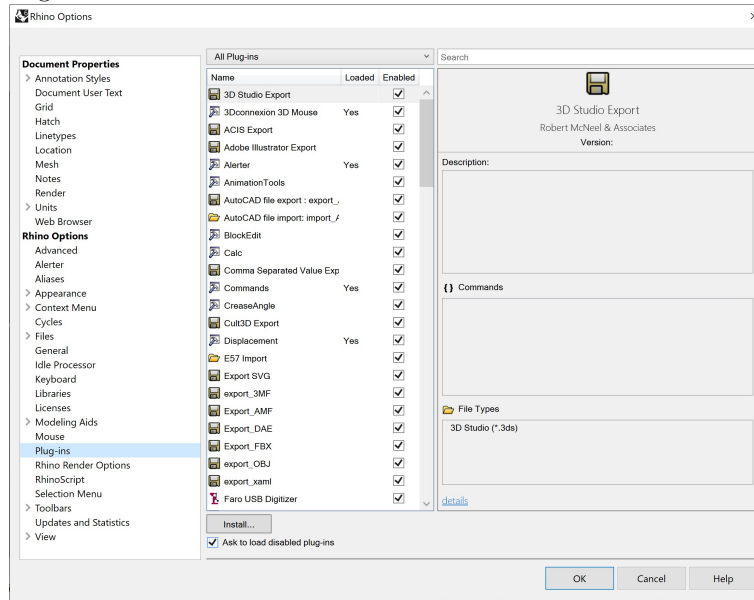 Rhino Options
Document Properties
Annotation Styles
Document User Text
Grid
Hatch
Linetypes
Location
Mesh
Notes
Render
Units
Web Browser
Rhino Options
Advanced
Alerter
Aliases
Appearance
Context Menu
Cycles
Files
General
Idle Processor
Keyboard
Libraries
Licenses
Modeling Aids
Mouse
Plug-ins
Rhino Render Options
RhinoScript
Selection Menu
Toolbars
Updates and Statistics
View
All Plug-ins
Name Loaded Enabled
3D Studio Export
3Dconnexion 3D Mouse Yes
ACIS Export
Adobe Illustrator Export
Alerter Yes
AnimationTools
AutoCAD file export : export_
AutoCAD file import: import_
BlockEdit
Calc
Comma Separated Value Exp
Commands Yes
CreaseAngle
Cult3D Export
Displacement Yes
E57 Import
Export SVG
export_3MF
Export_AMF
Export_DAE
Export_FBX
export_OBJ
export_xaml
Faro USB Digitizer
Install...
Ask to load disabled plug-ins
Search
3D Studio Export
Robert McNeel & Associates
Version:
Description:
{} Commands
File Types
3D Studio (*.3ds)
details
OK Cancel Help